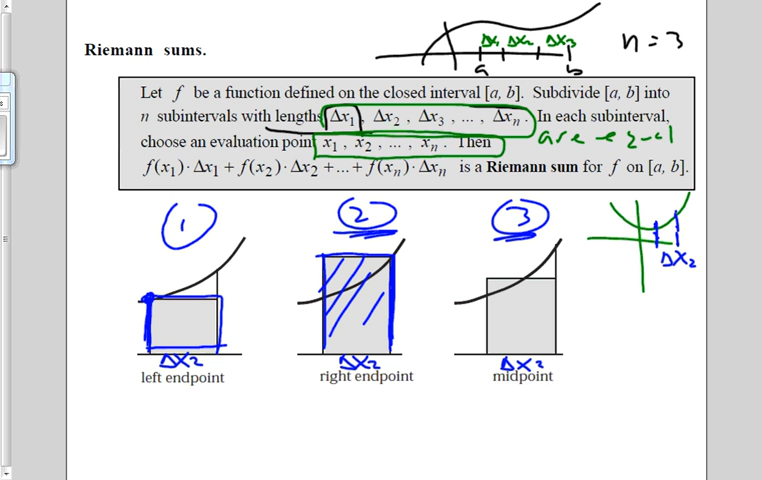 Δx₁ Δx₂ Δx₃
n = 3
a
b
Riemann sums.
Let f be a function defined on the closed interval [a, b]. Subdivide [a, b] into
n subintervals with lengths Δx₁ , Δx₂ , Δx₃ , ... , Δxₙ . In each subinterval,
are equal
choose an evaluation point x₁ , x₂ , ... , xₙ . Then
f(x₁) · Δx₁ + f(x₂) · Δx₂ + ... + f(xₙ) · Δxₙ is a Riemann sum for f on [a, b].
1
2
3
Δx₂
Δx₂
Δx₂
Δx₂
left endpoint
right endpoint
midpoint